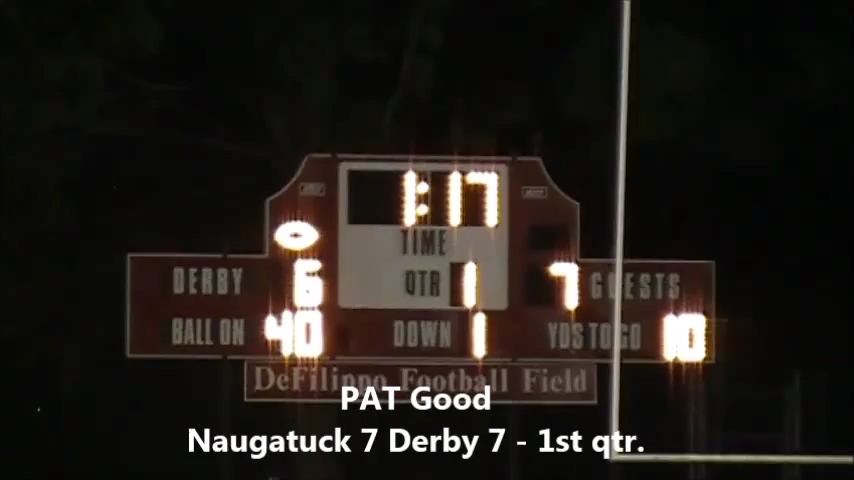 1:17
TIME
DERBY 6 QTR 1 7 GUESTS
BALL ON 40 DOWN 1 YDS TO GO 10
DeFilippo Football Field
PAT Good
Naugatuck 7 Derby 7 - 1st qtr.